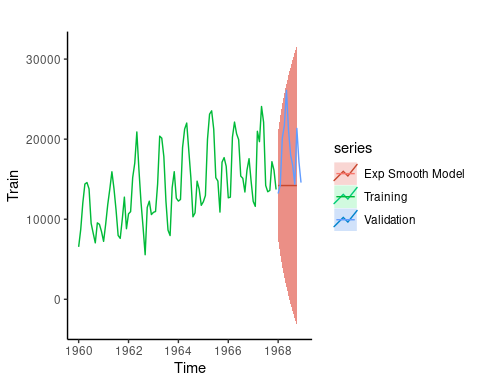 30000
20000
10000
0
Train
1960
1962
1964
1966
1968
Time
series
Exp Smooth Model
Training
Validation